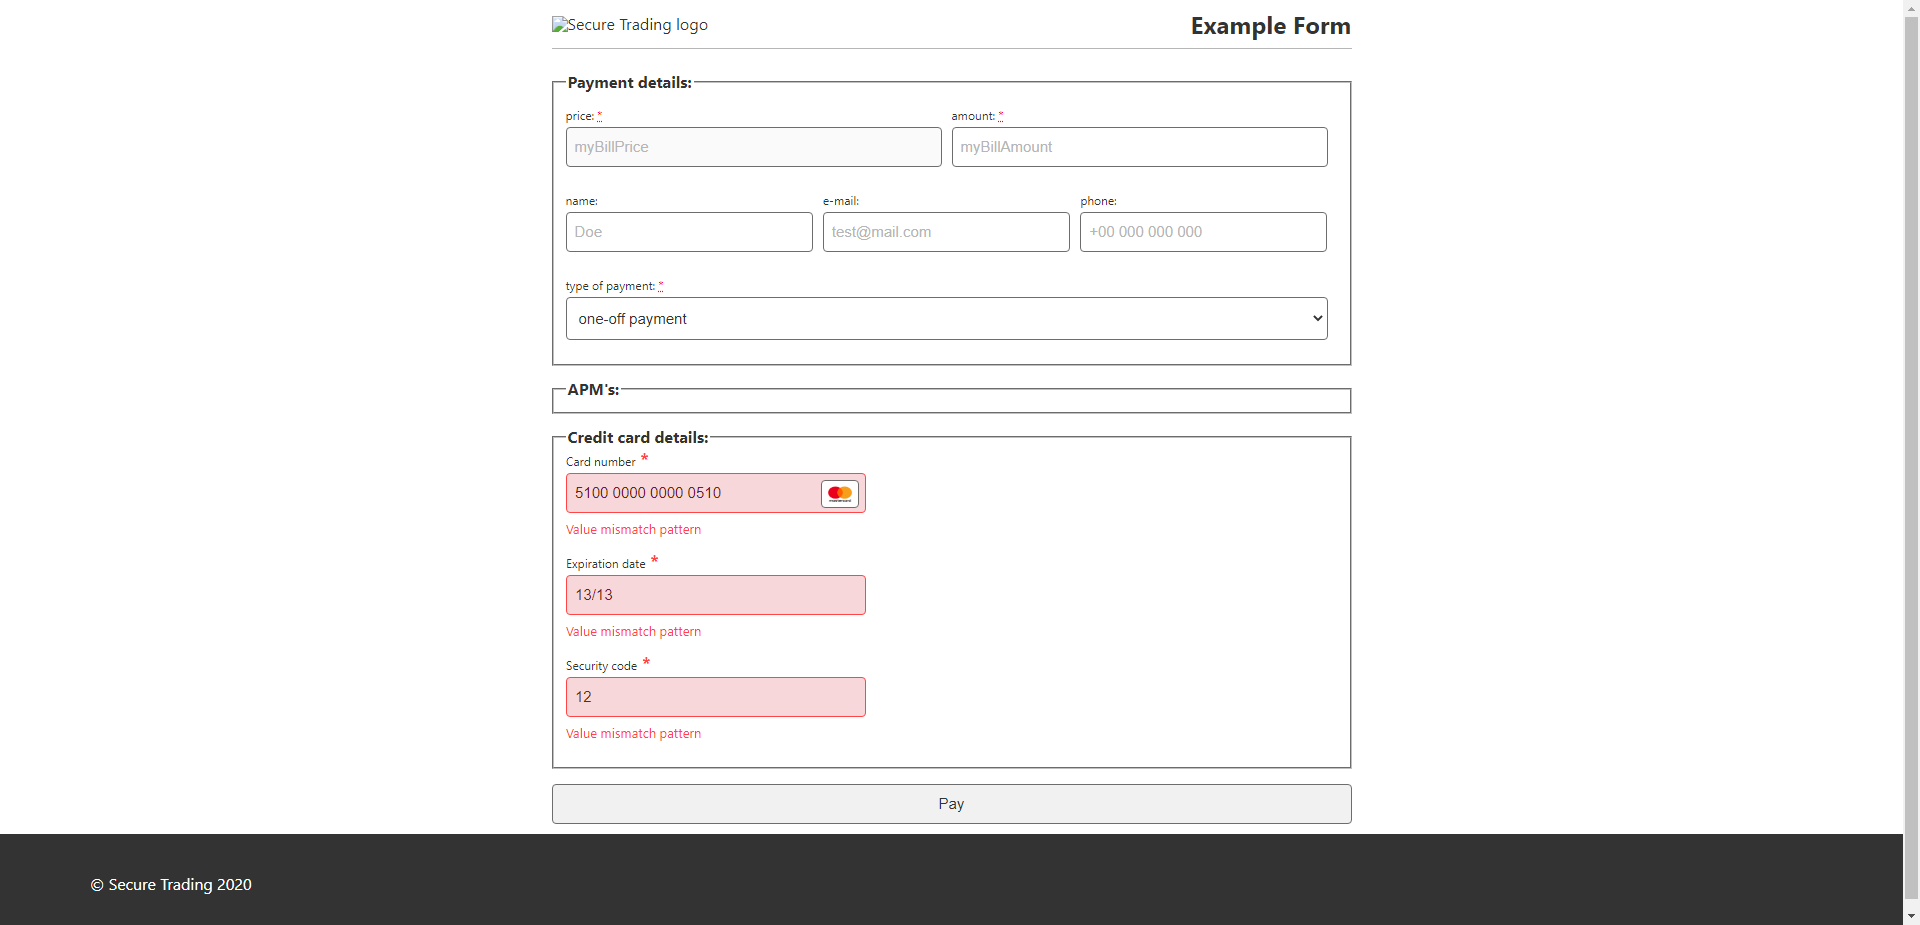 Secure Trading logo
Example Form
Payment details:
price: *
amount: *
myBillPrice
myBillAmount
name:
e-mail:
phone:
Doe
test@mail.com
+00 000 000 000
type of payment: *
one-off payment
APM's:
Credit card details:
Card number *
5100 0000 0000 0510
Value mismatch pattern
Expiration date *
13/13
Value mismatch pattern
Security code *
12
Value mismatch pattern
Pay
© Secure Trading 2020